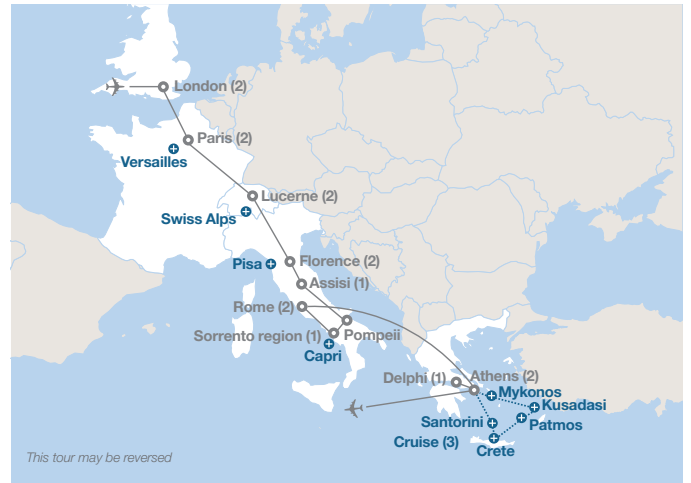 London (2)
Paris (2)
Versailles
Lucerne (2)
Swiss Alps
Florence (2)
Pisa
Assisi (1)
Rome (2)
Sorrento region (1)
Pompeii
Capri
Delphi (1)
Athens (2)
Mykonos
Kusadasi
Patmos
Santorini
Cruise (3)
Crete
This tour may be reversed